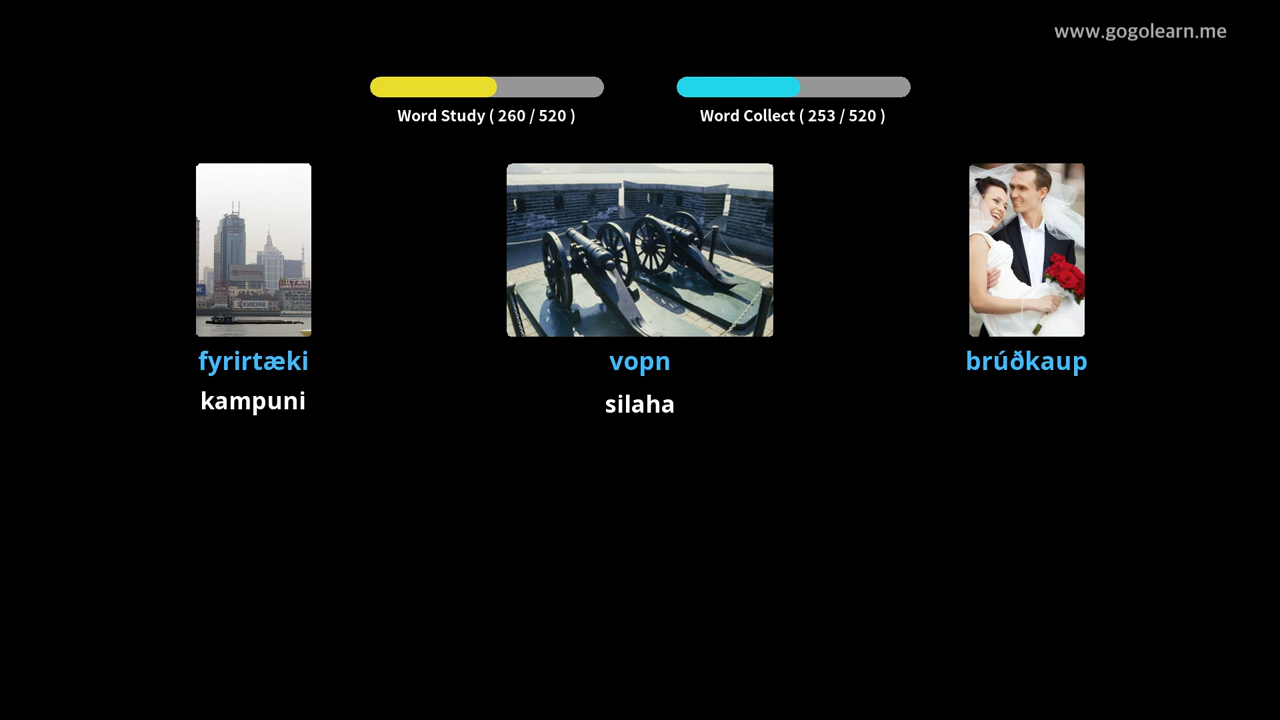 www.gogolearn.me
Word Study ( 260 / 520 )
Word Collect ( 253 / 520 )
fyrirtæki
vopn
brúðkaup
kampuni
silaha